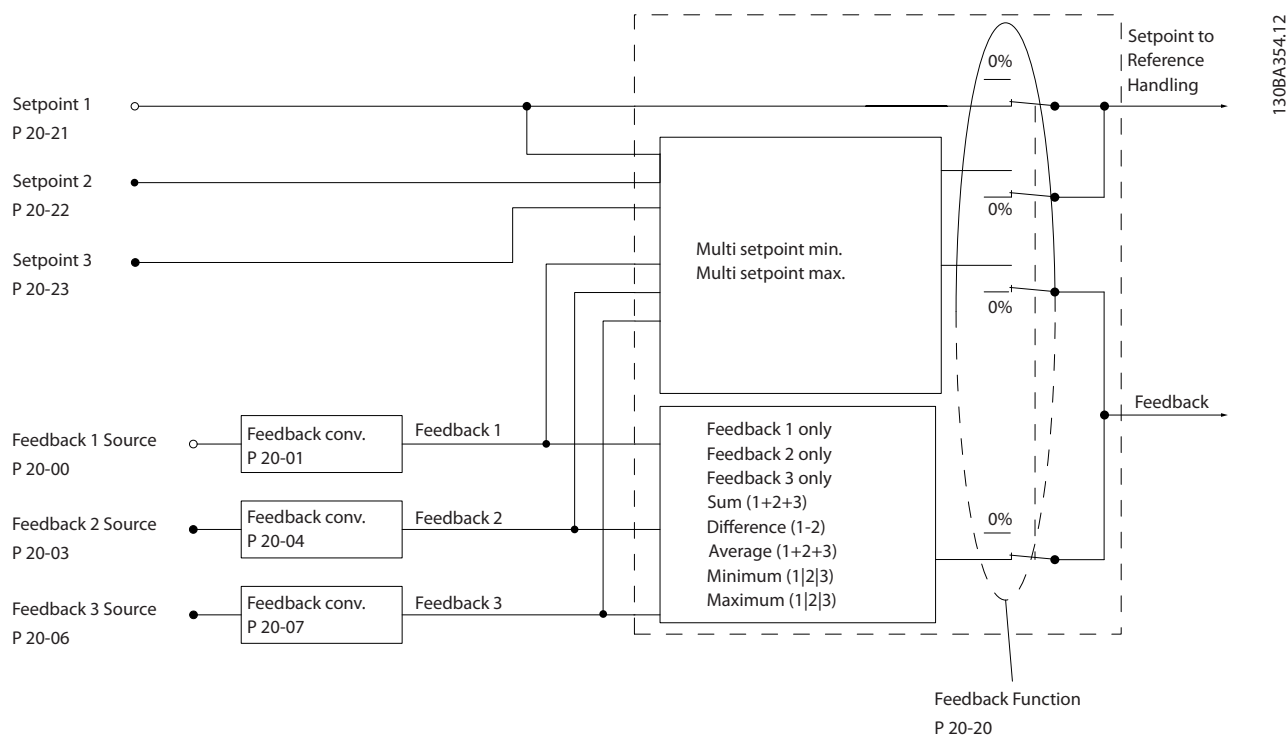 130BA354.12
Setpoint to
Reference
Handling
0%
Setpoint 1
P 20-21
Setpoint 2
P 20-22
0%
Setpoint 3
P 20-23
Multi setpoint min.
Multi setpoint max.
0%
Feedback
Feedback 1 Source
P 20-00
Feedback conv.
P 20-01
Feedback 1
Feedback 2 Source
P 20-03
Feedback conv.
P 20-04
Feedback 2
Feedback 3 Source
P 20-06
Feedback conv.
P 20-07
Feedback 3
Feedback 1 only
Feedback 2 only
Feedback 3 only
Sum (1+2+3)
Difference (1-2)
Average (1+2+3)
Minimum (1|2|3)
Maximum (1|2|3)
0%
Feedback Function
P 20-20